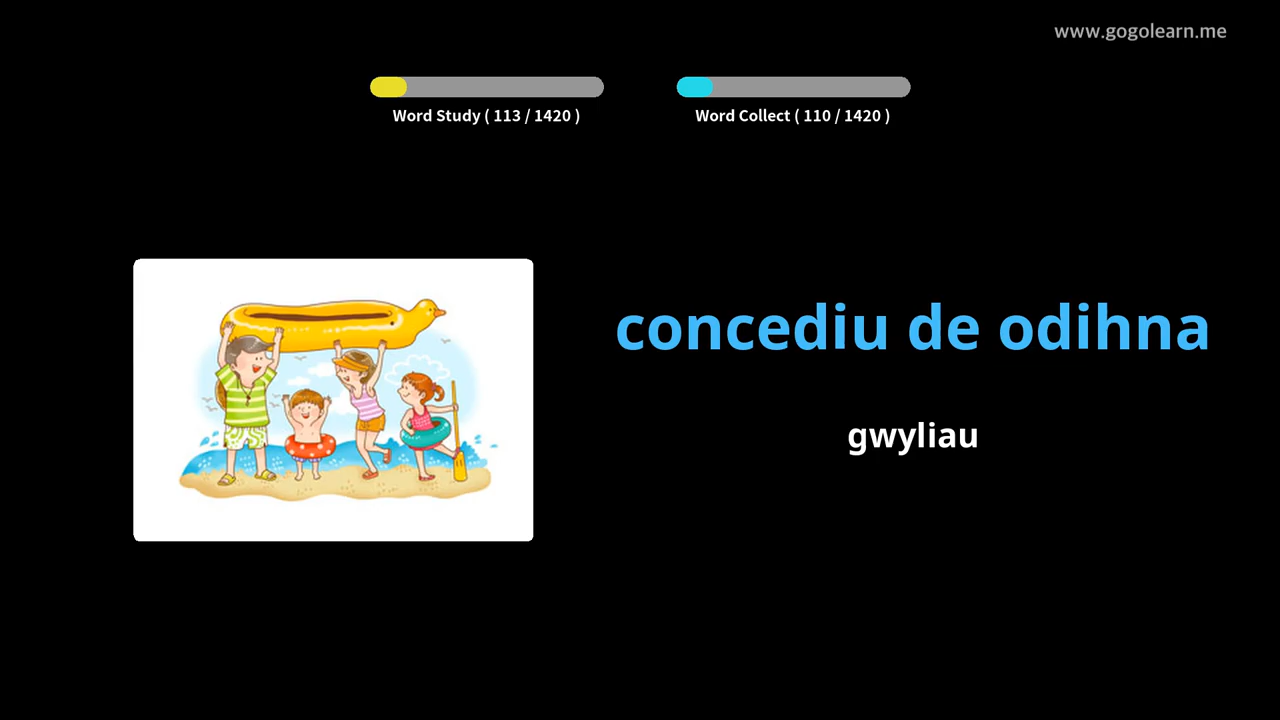 www.gogolearn.me
Word Study ( 113 / 1420 )
Word Collect ( 110 / 1420 )
concediu de odihna
gwyliau